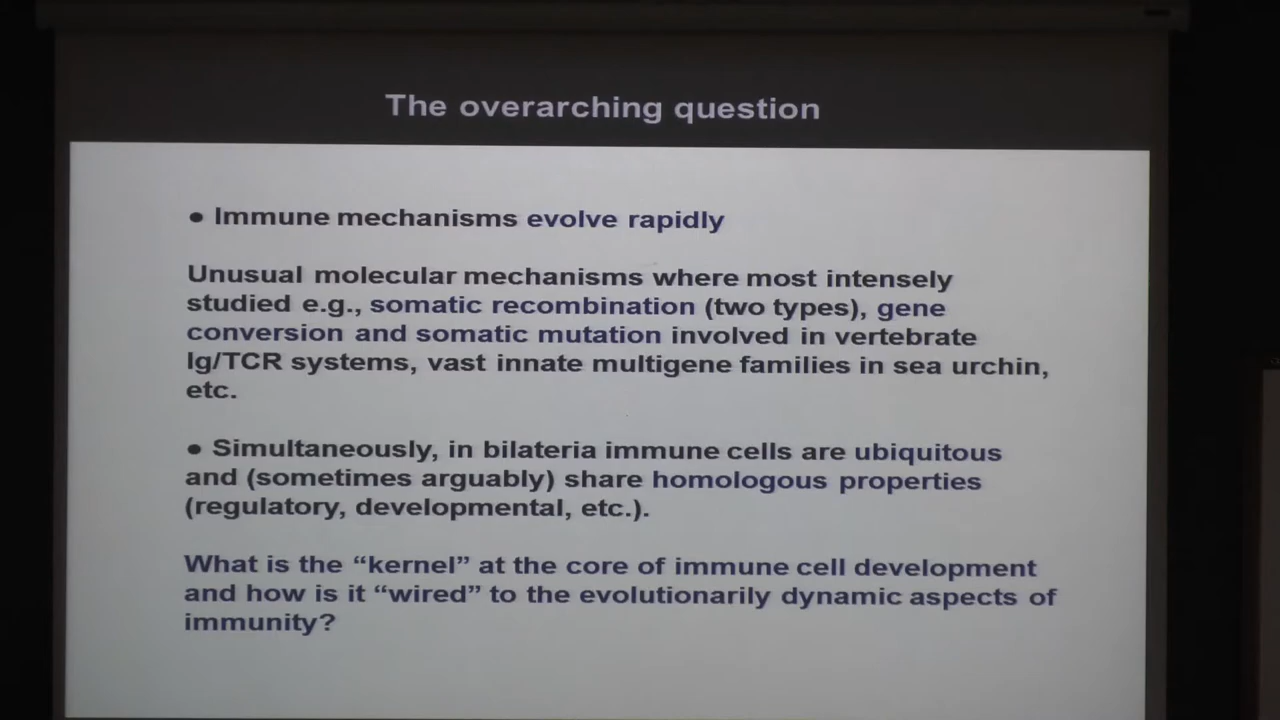 The overarching question
● Immune mechanisms evolve rapidly
Unusual molecular mechanisms where most intensely
studied e.g., somatic recombination (two types), gene
conversion and somatic mutation involved in vertebrate
Ig/TCR systems, vast innate multigene families in sea urchin,
etc.
● Simultaneously, in bilateria immune cells are ubiquitous
and (sometimes arguably) share homologous properties
(regulatory, developmental, etc.).
What is the “kernel” at the core of immune cell development
and how is it “wired” to the evolutionarily dynamic aspects of
immunity?